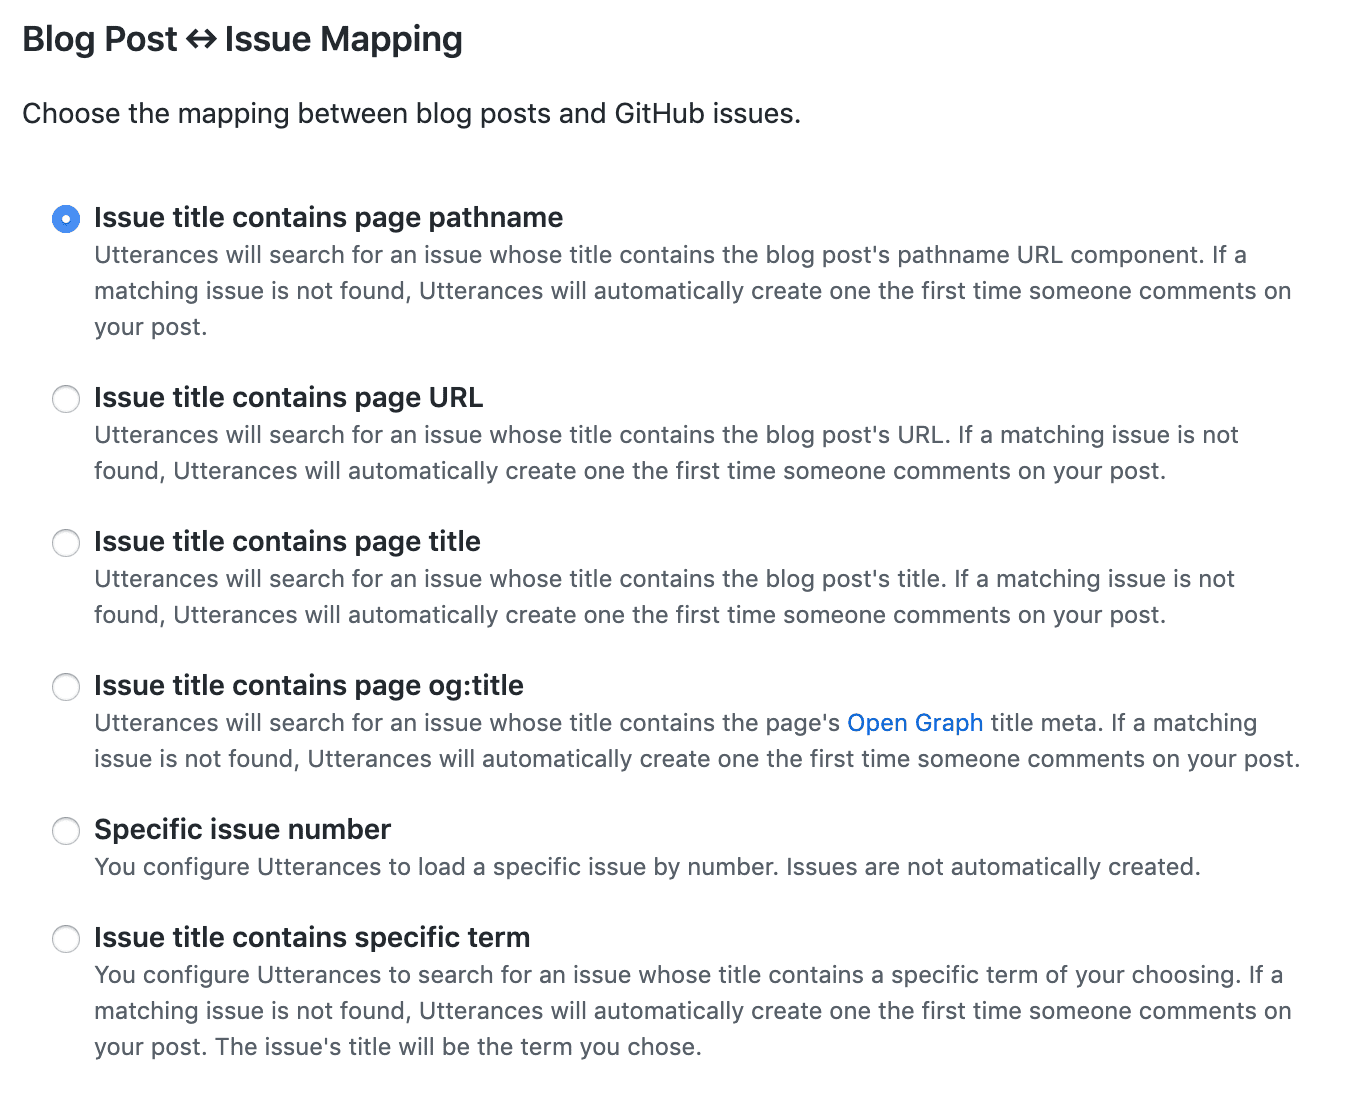 Blog Post ↔ Issue Mapping
Choose the mapping between blog posts and GitHub issues.
Issue title contains page pathname
Utterances will search for an issue whose title contains the blog post's pathname URL component. If a
matching issue is not found, Utterances will automatically create one the first time someone comments on
your post.
Issue title contains page URL
Utterances will search for an issue whose title contains the blog post's URL. If a matching issue is not
found, Utterances will automatically create one the first time someone comments on your post.
Issue title contains page title
Utterances will search for an issue whose title contains the blog post's title. If a matching issue is not
found, Utterances will automatically create one the first time someone comments on your post.
Issue title contains page og:title
Utterances will search for an issue whose title contains the page's Open Graph title meta. If a matching
issue is not found, Utterances will automatically create one the first time someone comments on your post.
Specific issue number
You configure Utterances to load a specific issue by number. Issues are not automatically created.
Issue title contains specific term
You configure Utterances to search for an issue whose title contains a specific term of your choosing. If a
matching issue is not found, Utterances will automatically create one the first time someone comments on
your post. The issue's title will be the term you chose.